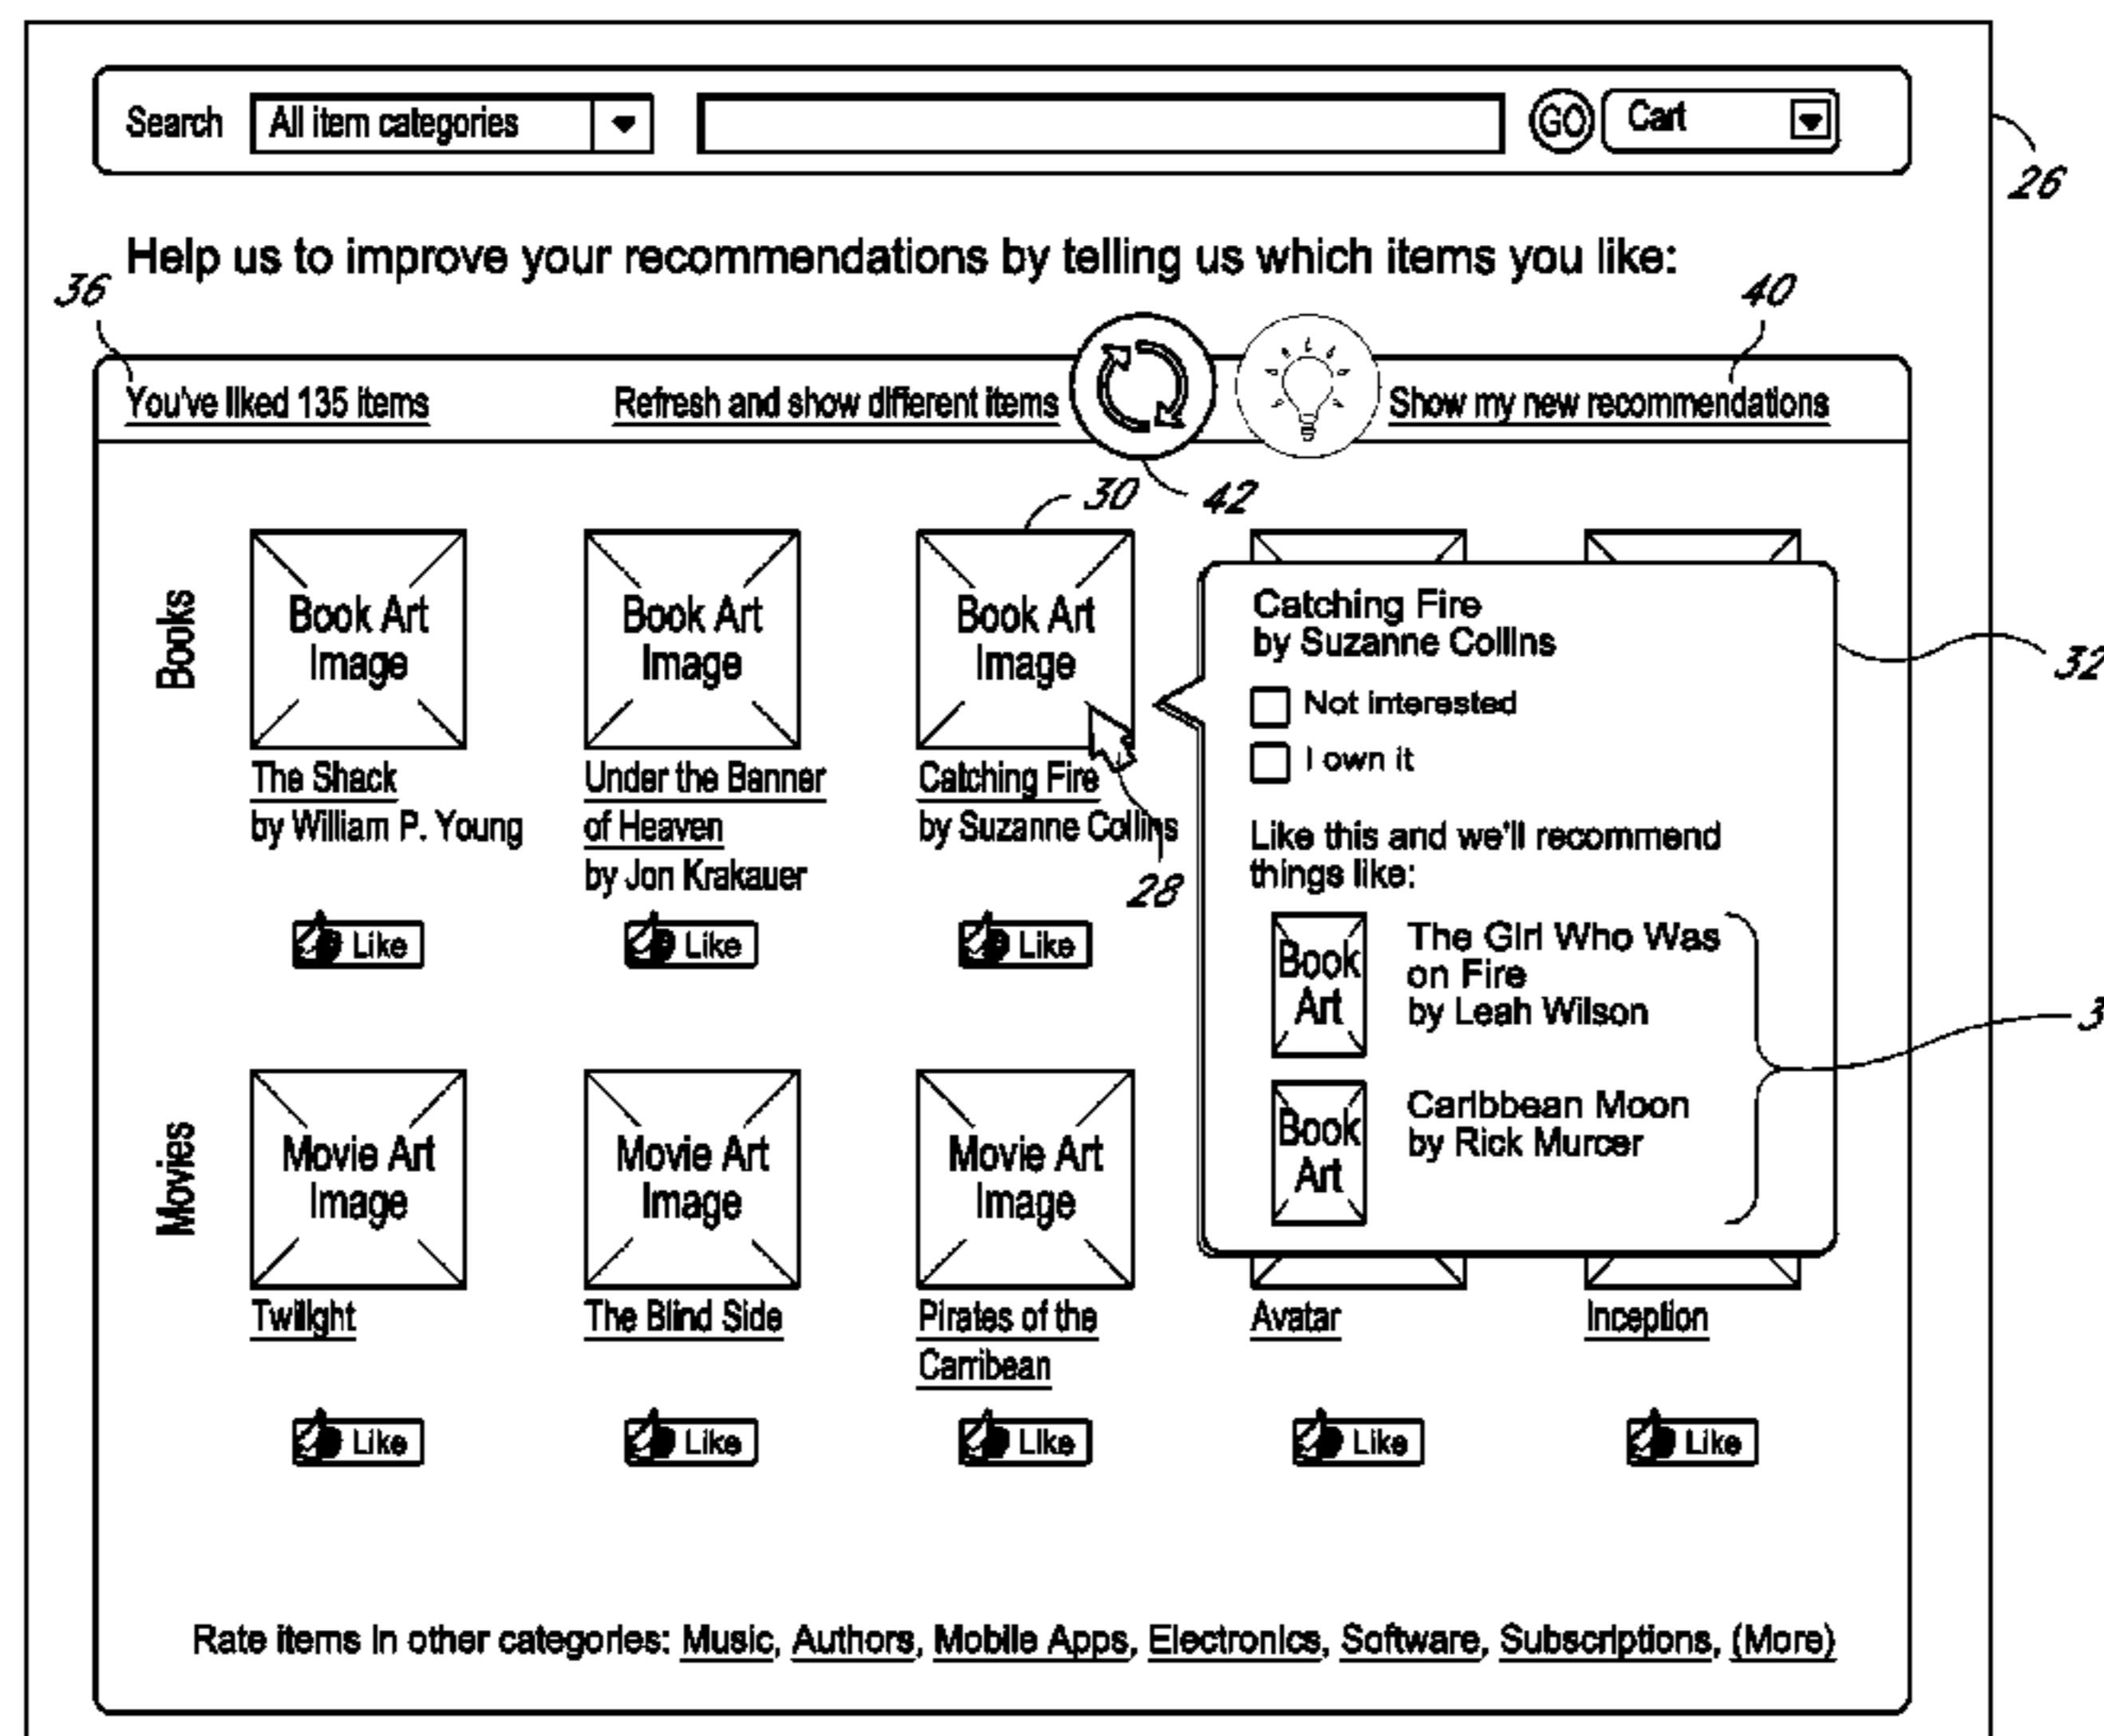 Search All item categories GO Cart
26
Help us to improve your recommendations by telling us which items you like:
36
40
You've liked 135 items Refresh and show different items Show my new recommendations
30 42
Books
Book Art
Image
Book Art
Image
Book Art
Image
The Shack
by William P. Young
Under the Banner
of Heaven
by Jon Krakauer
Catching Fire
by Suzanne Collins
28
Like Like Like
Catching Fire
by Suzanne Collins
Not interested
I own it
32
Like this and we'll recommend
things like:
Book
Art
The Girl Who Was
on Fire
by Leah Wilson
Book
Art
Caribbean Moon
by Rick Murcer
Movies
Movie Art
Image
Movie Art
Image
Movie Art
Image
Twilight
The Blind Side
Pirates of the
Carribean
Avatar
Inception
Like Like Like Like Like
Rate items in other categories: Music, Authors, Mobile Apps, Electronics, Software, Subscriptions, (More)